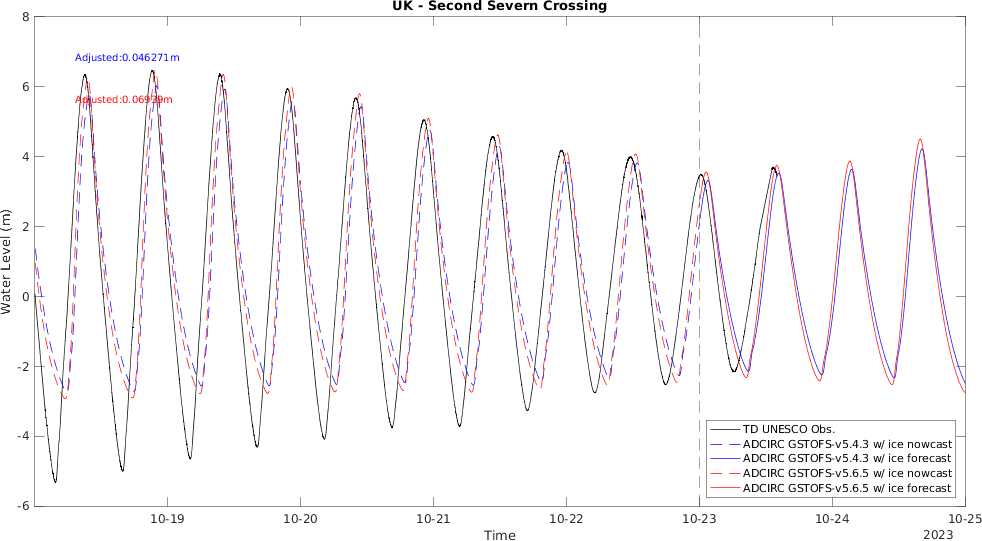 UK - Second Severn Crossing
Water Level (m)
8
6
4
2
0
-2
-4
-6
Adjusted:0.046271m
Adjusted:0.06979m
TD UNESCO Obs.
ADCIRC GSTOFS-v5.4.3 w/ ice nowcast
ADCIRC GSTOFS-v5.4.3 w/ ice forecast
ADCIRC GSTOFS-v5.6.5 w/ ice nowcast
ADCIRC GSTOFS-v5.6.5 w/ ice forecast
10-19
10-20
10-21
10-22
10-23
10-24
10-25
Time
2023